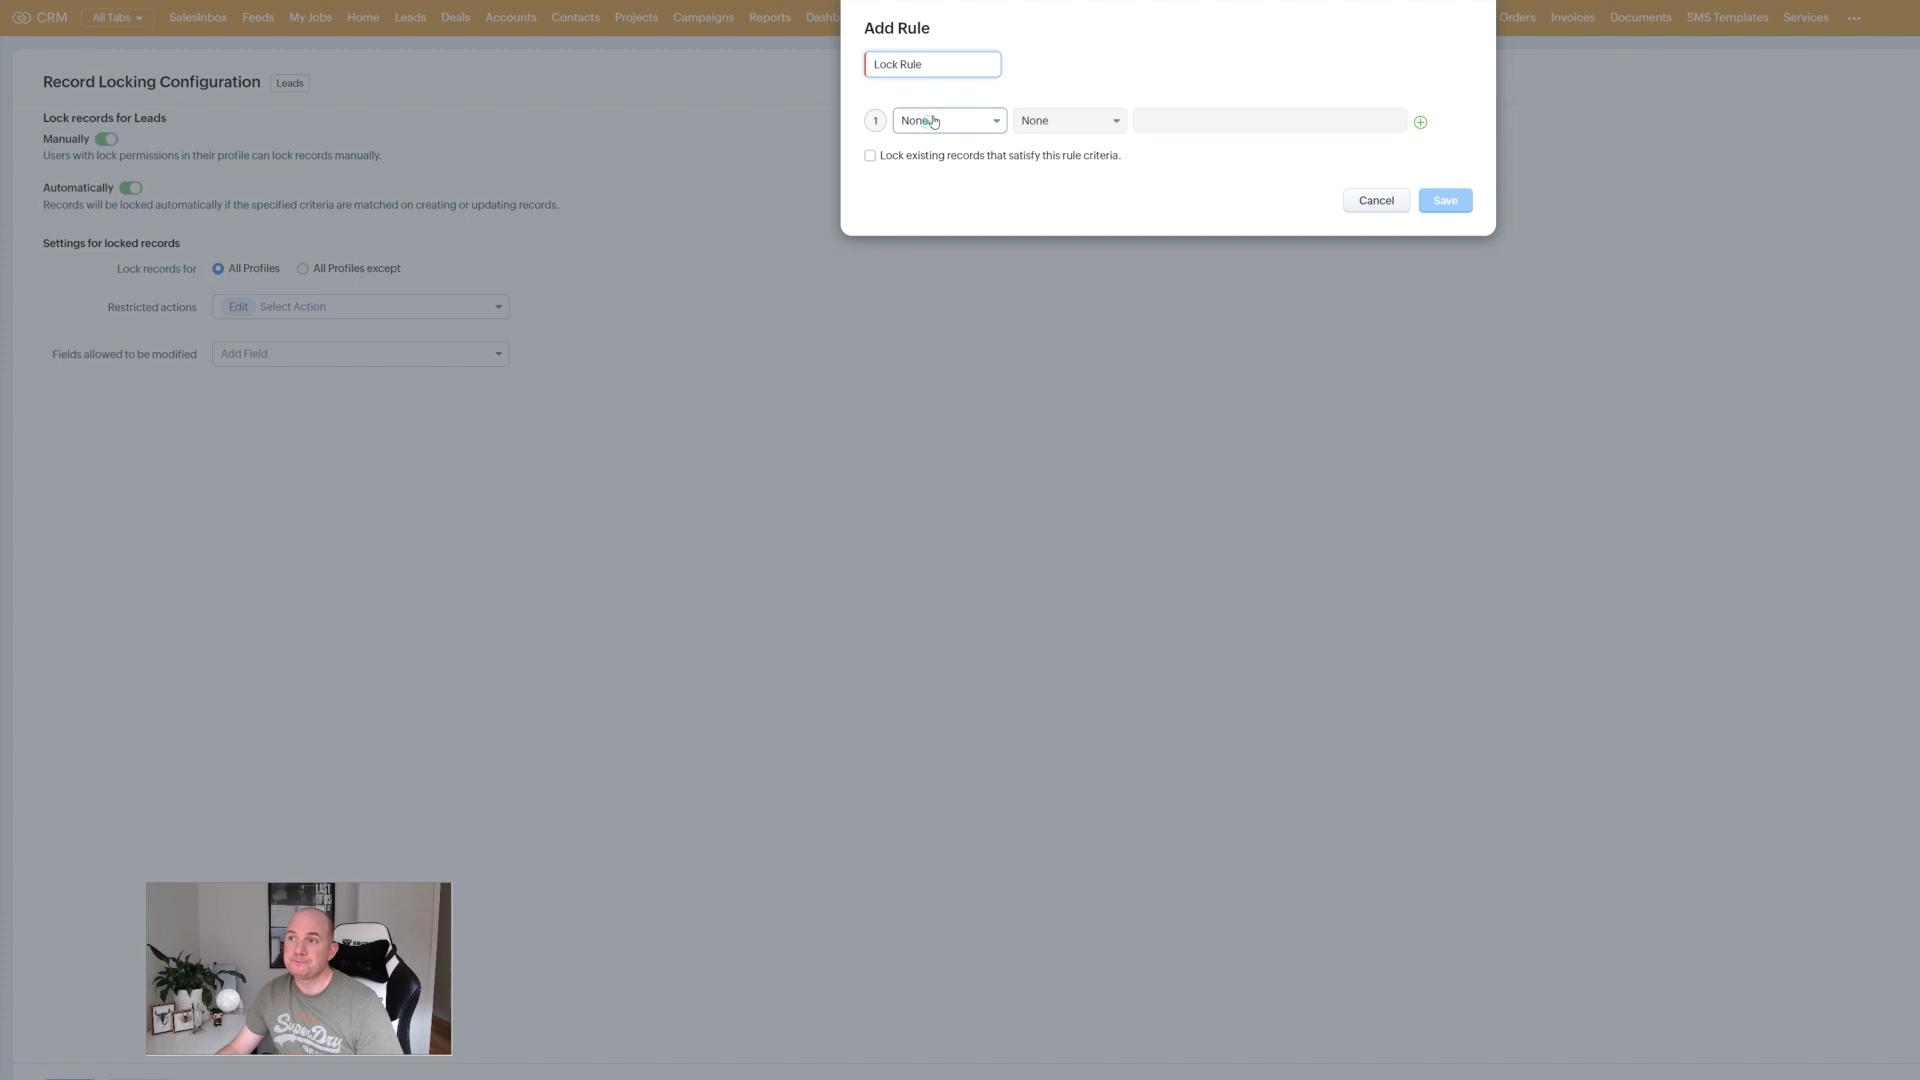 CRM
All Tabs
SalesInbox
Feeds
My Jobs
Home
Leads
Deals
Accounts
Contacts
Projects
Campaigns
Reports
Dashb
Orders
Invoices
Documents
SMS Templates
Services
Add Rule
Lock Rule
1
None
None
Lock existing records that satisfy this rule criteria.
Cancel
Save
Record Locking Configuration
Leads
Lock records for Leads
Manually
Users with lock permissions in their profile can lock records manually.
Automatically
Records will be locked automatically if the specified criteria are matched on creating or updating records.
Settings for locked records
Lock records for
All Profiles
All Profiles except
Restricted actions
Edit
Select Action
Fields allowed to be modified
Add Field
LAST
OF US
SuperDry